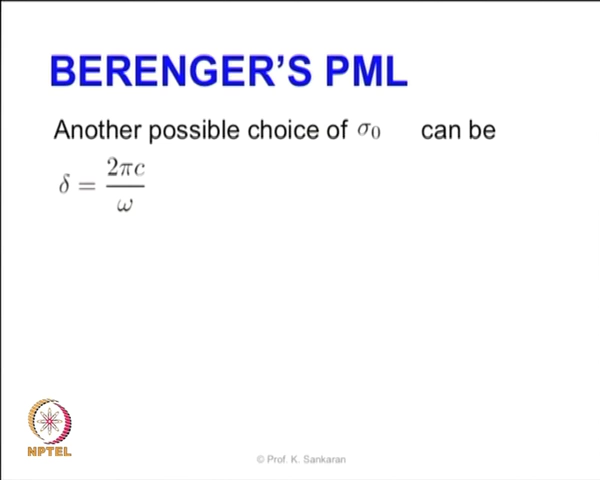 BERENGER'S PML
Another possible choice of σ₀ can be
δ = 2πc / ω
NPTEL
© Prof. K. Sankaran